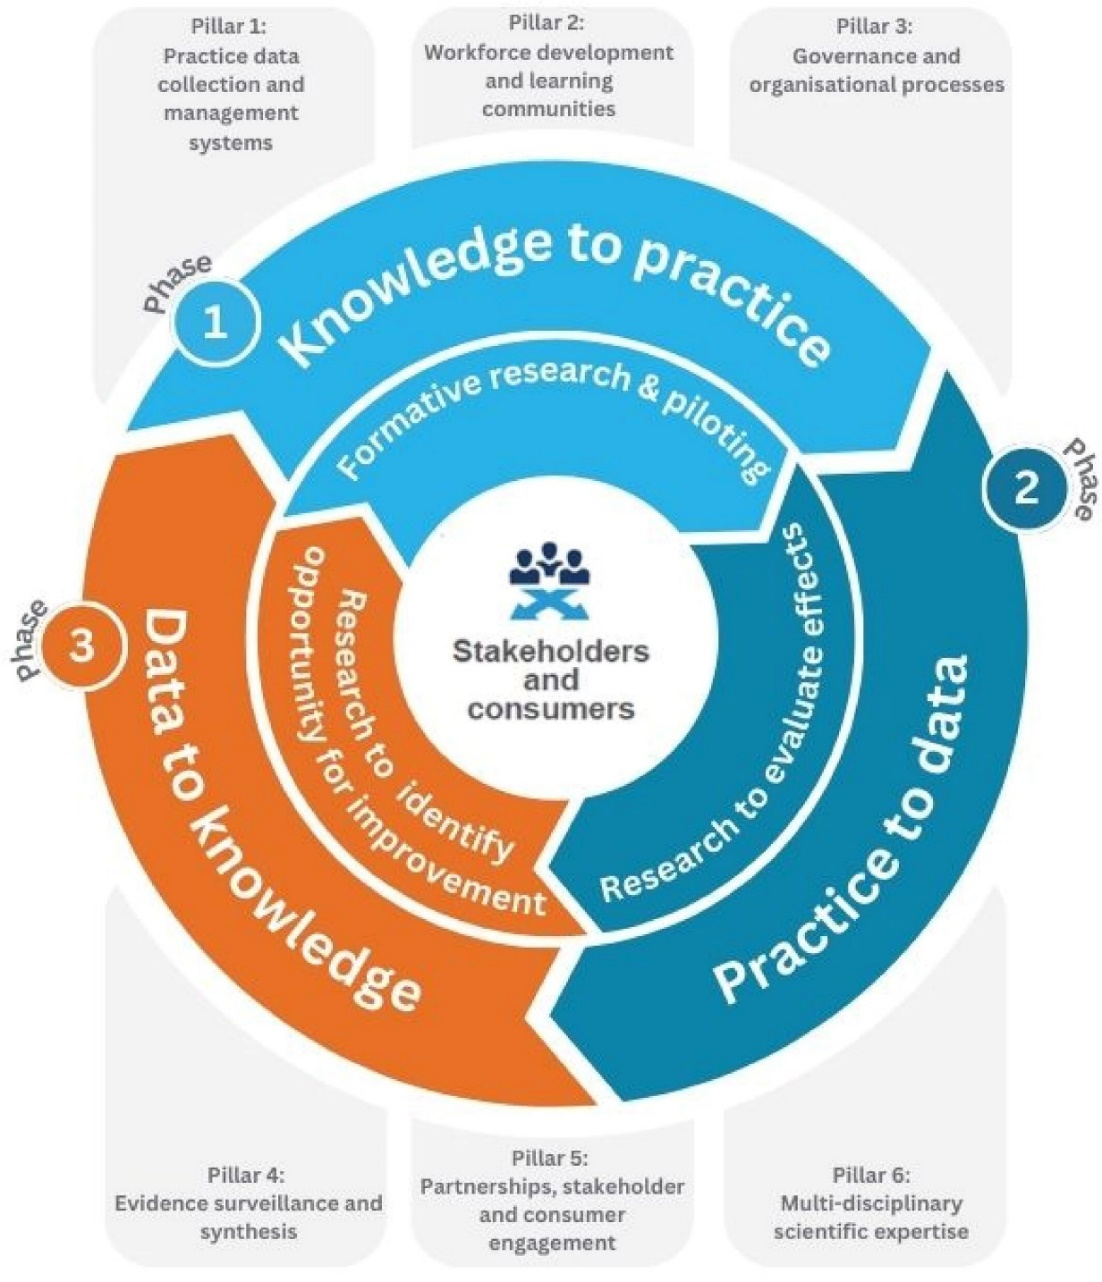 Pillar 1:
Practice data
collection and
management
systems
Pillar 2:
Workforce development
and learning
communities
Pillar 3:
Governance and
organisational processes
Phase
1
Knowledge to practice
Formative research & piloting
Phase
2
Practice to data
Research to evaluate effects
Phase
3
Data to knowledge
Research to identify
opportunity for improvement
Stakeholders
and
consumers
Pillar 4:
Evidence surveillance and
synthesis
Pillar 5:
Partnerships, stakeholder
and consumer
engagement
Pillar 6:
Multi-disciplinary
scientific expertise